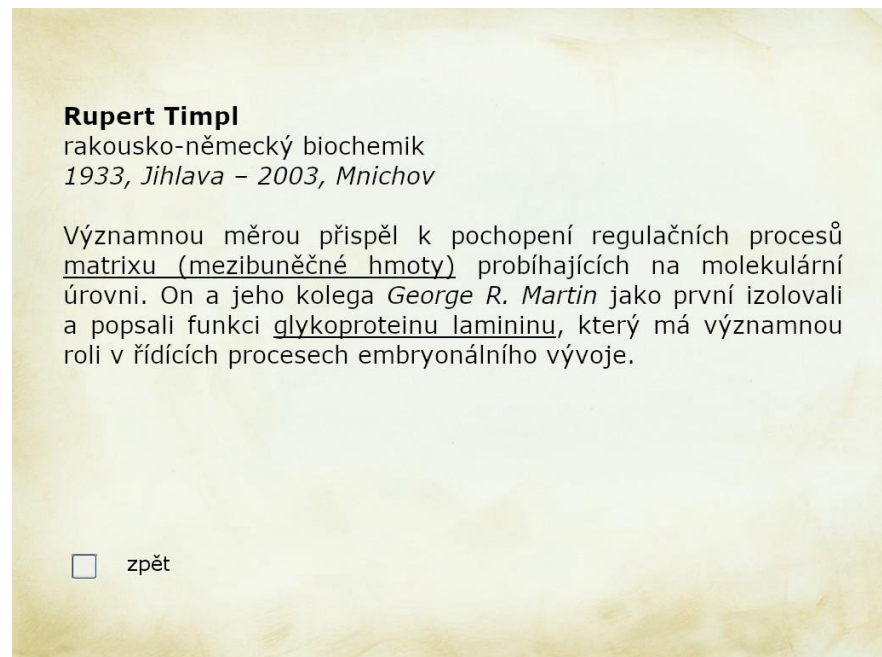 Rupert Timpl
rakousko-německý biochemik
1933, Jihlava – 2003, Mnichov
Významnou měrou přispěl k pochopení regulačních procesů
matrixu (mezibuněčné hmoty) probíhajících na molekulární
úrovni. On a jeho kolega George R. Martin jako první izolovali
a popsali funkci glykoproteinu lamininu, který má významnou
roli v řídících procesech embryonálního vývoje.
zpět